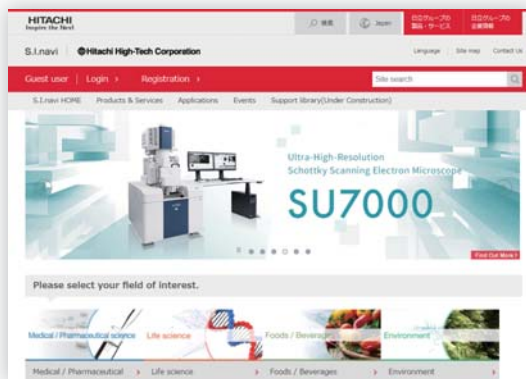 HITACHI
Inspire the Next
検索
Japan
日立グループの
製品・サービス
日立グループの
企業情報
S.I.navi
@Hitachi High-Tech Corporation
Language | Site map Contact Us
Guest user | Login › Registration ›
Site search
S.I.navi HOME Products & Services Applications Events Support library(Under Construction)
Ultra-High-Resolution
Schottky Scanning Electron Microscope
SU7000
Find Out More
Please select your field of interest.
Medical / Pharmaceutical science
Life science
Foods / Beverages
Environment
Medical / Pharmaceutical
Life science
Foods / Beverages
Environment